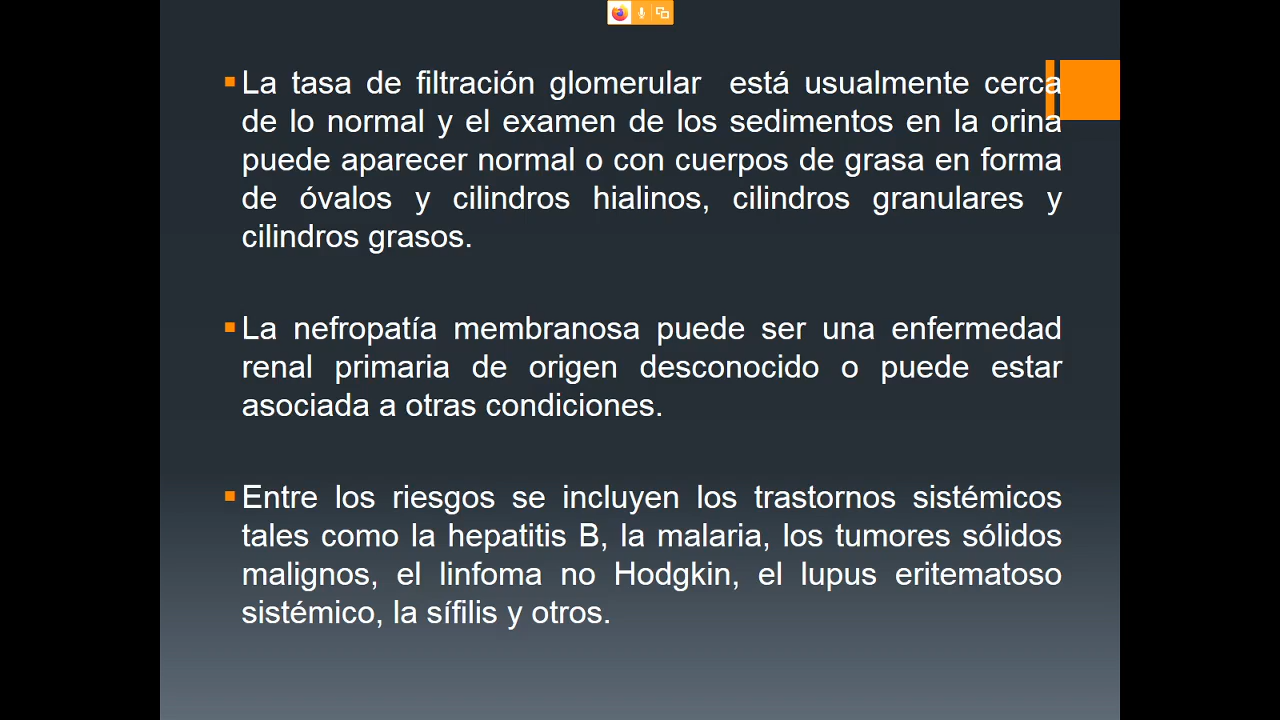 La tasa de filtración glomerular está usualmente cerca
de lo normal y el examen de los sedimentos en la orina
puede aparecer normal o con cuerpos de grasa en forma
de óvalos y cilindros hialinos, cilindros granulares y
cilindros grasos.
La nefropatía membranosa puede ser una enfermedad
renal primaria de origen desconocido o puede estar
asociada a otras condiciones.
Entre los riesgos se incluyen los trastornos sistémicos
tales como la hepatitis B, la malaria, los tumores sólidos
malignos, el linfoma no Hodgkin, el lupus eritematoso
sistémico, la sífilis y otros.